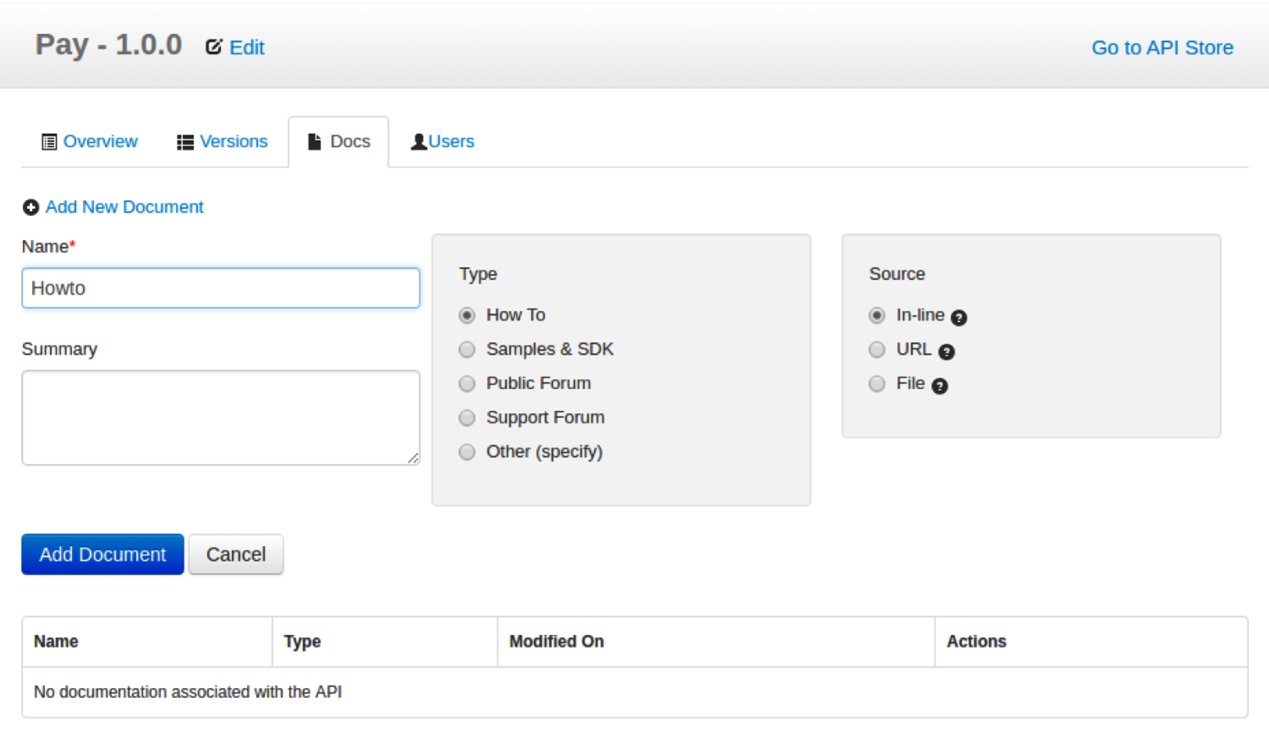 Pay - 1.0.0 Edit Go to API Store
Overview Versions Docs Users
Add New Document
Name*
Howto
Summary
Type
How To
Samples & SDK
Public Forum
Support Forum
Other (specify)
Source
In-line ?
URL ?
File ?
Add Document Cancel
Name Type Modified On Actions
No documentation associated with the API